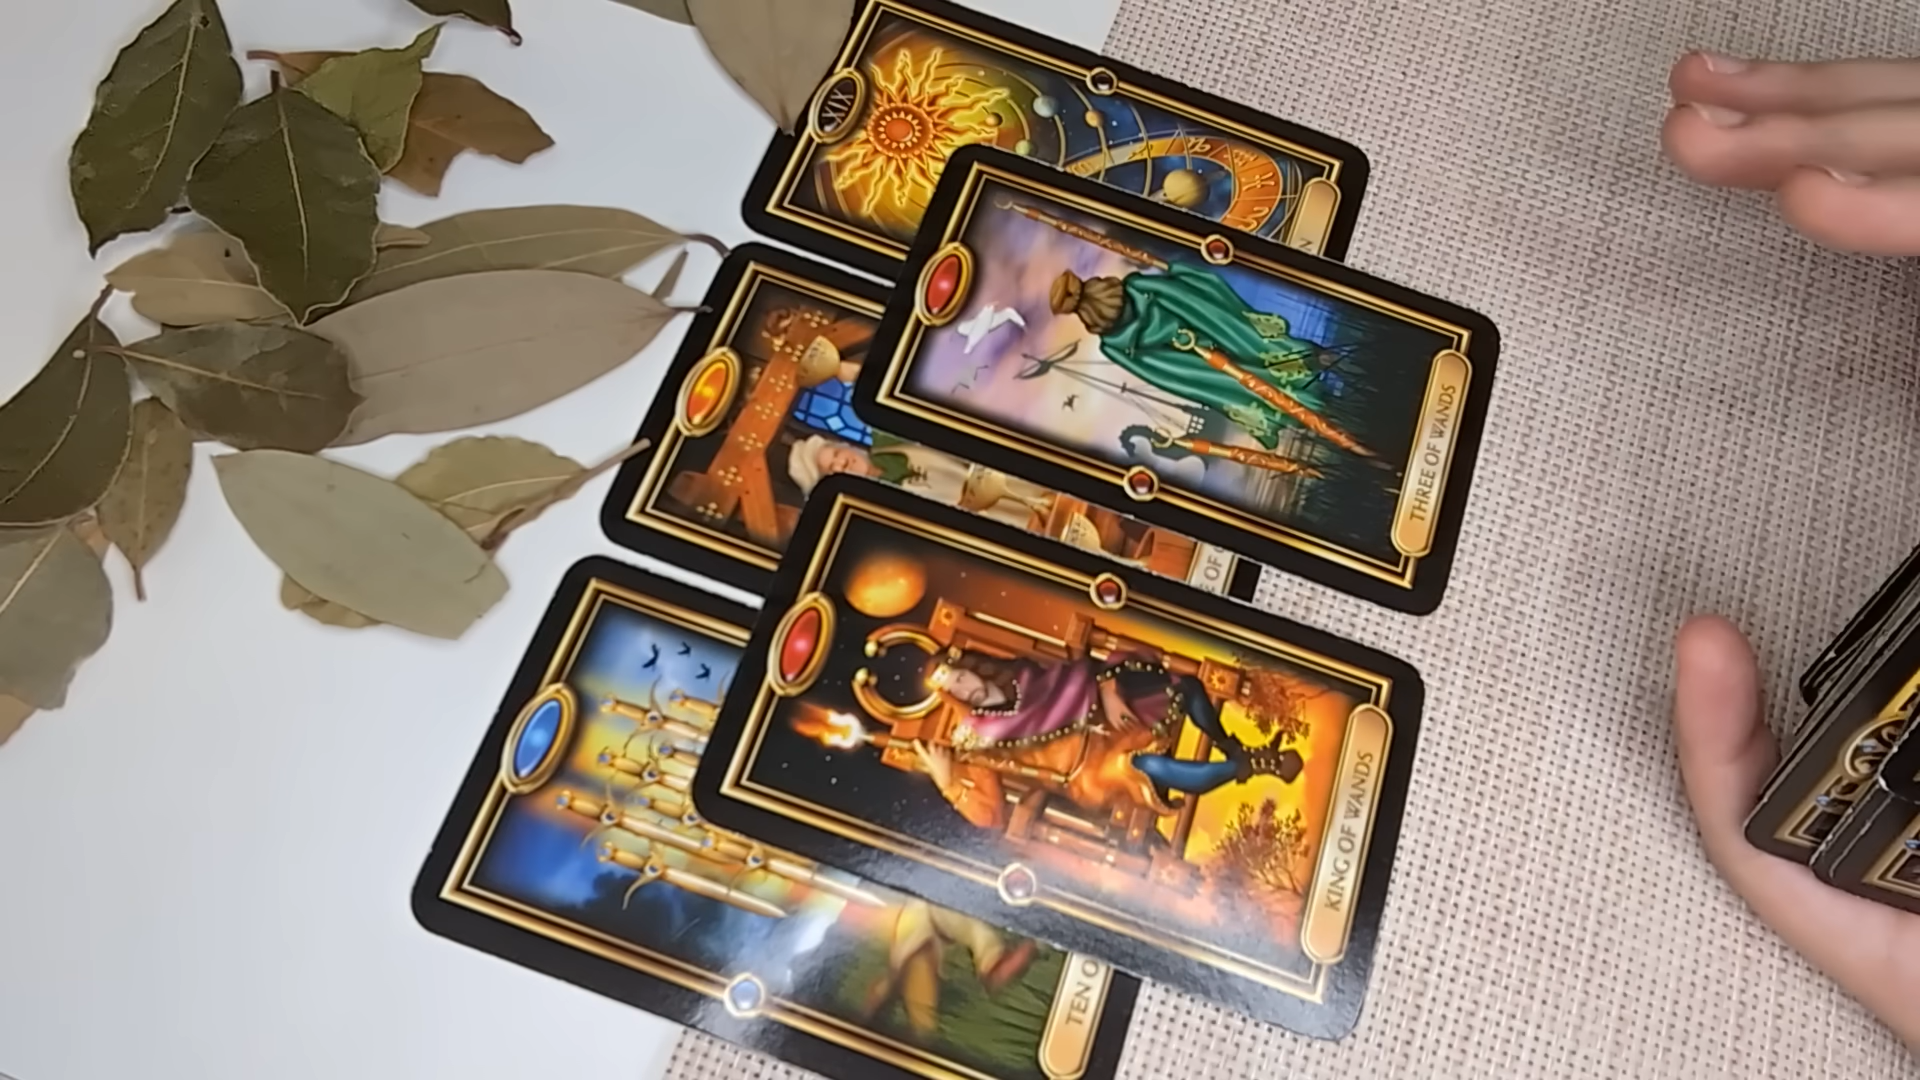 XIX
N
THREE OF WANDS
E OF C
KING OF WANDS
TEN O